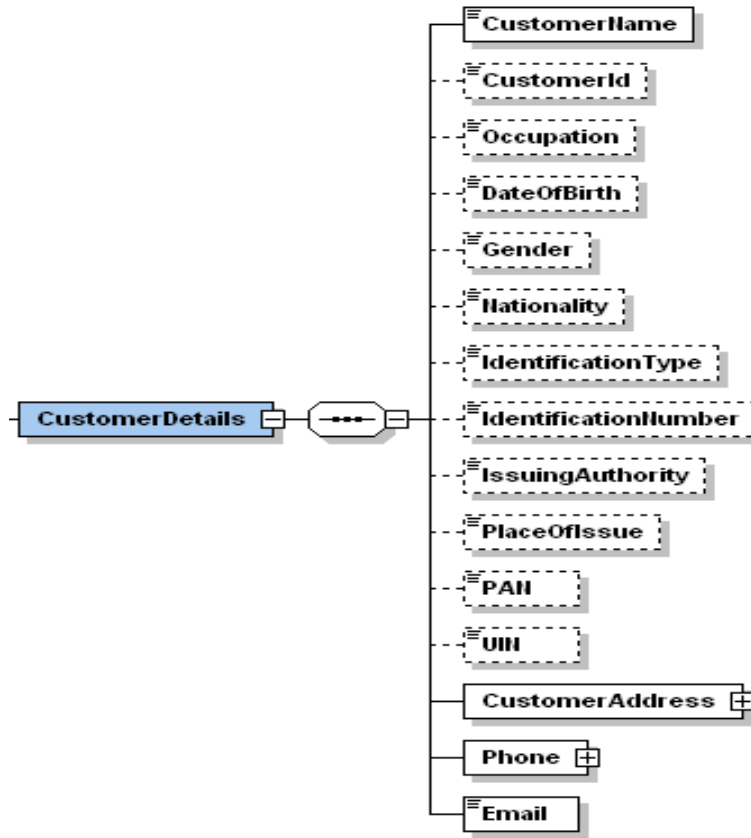 CustomerName
CustomerId
Occupation
DateOfBirth
Gender
Nationality
IdentificationType
CustomerDetails
IdentificationNumber
IssuingAuthority
PlaceOfIssue
PAN
UIN
CustomerAddress
Phone
Email